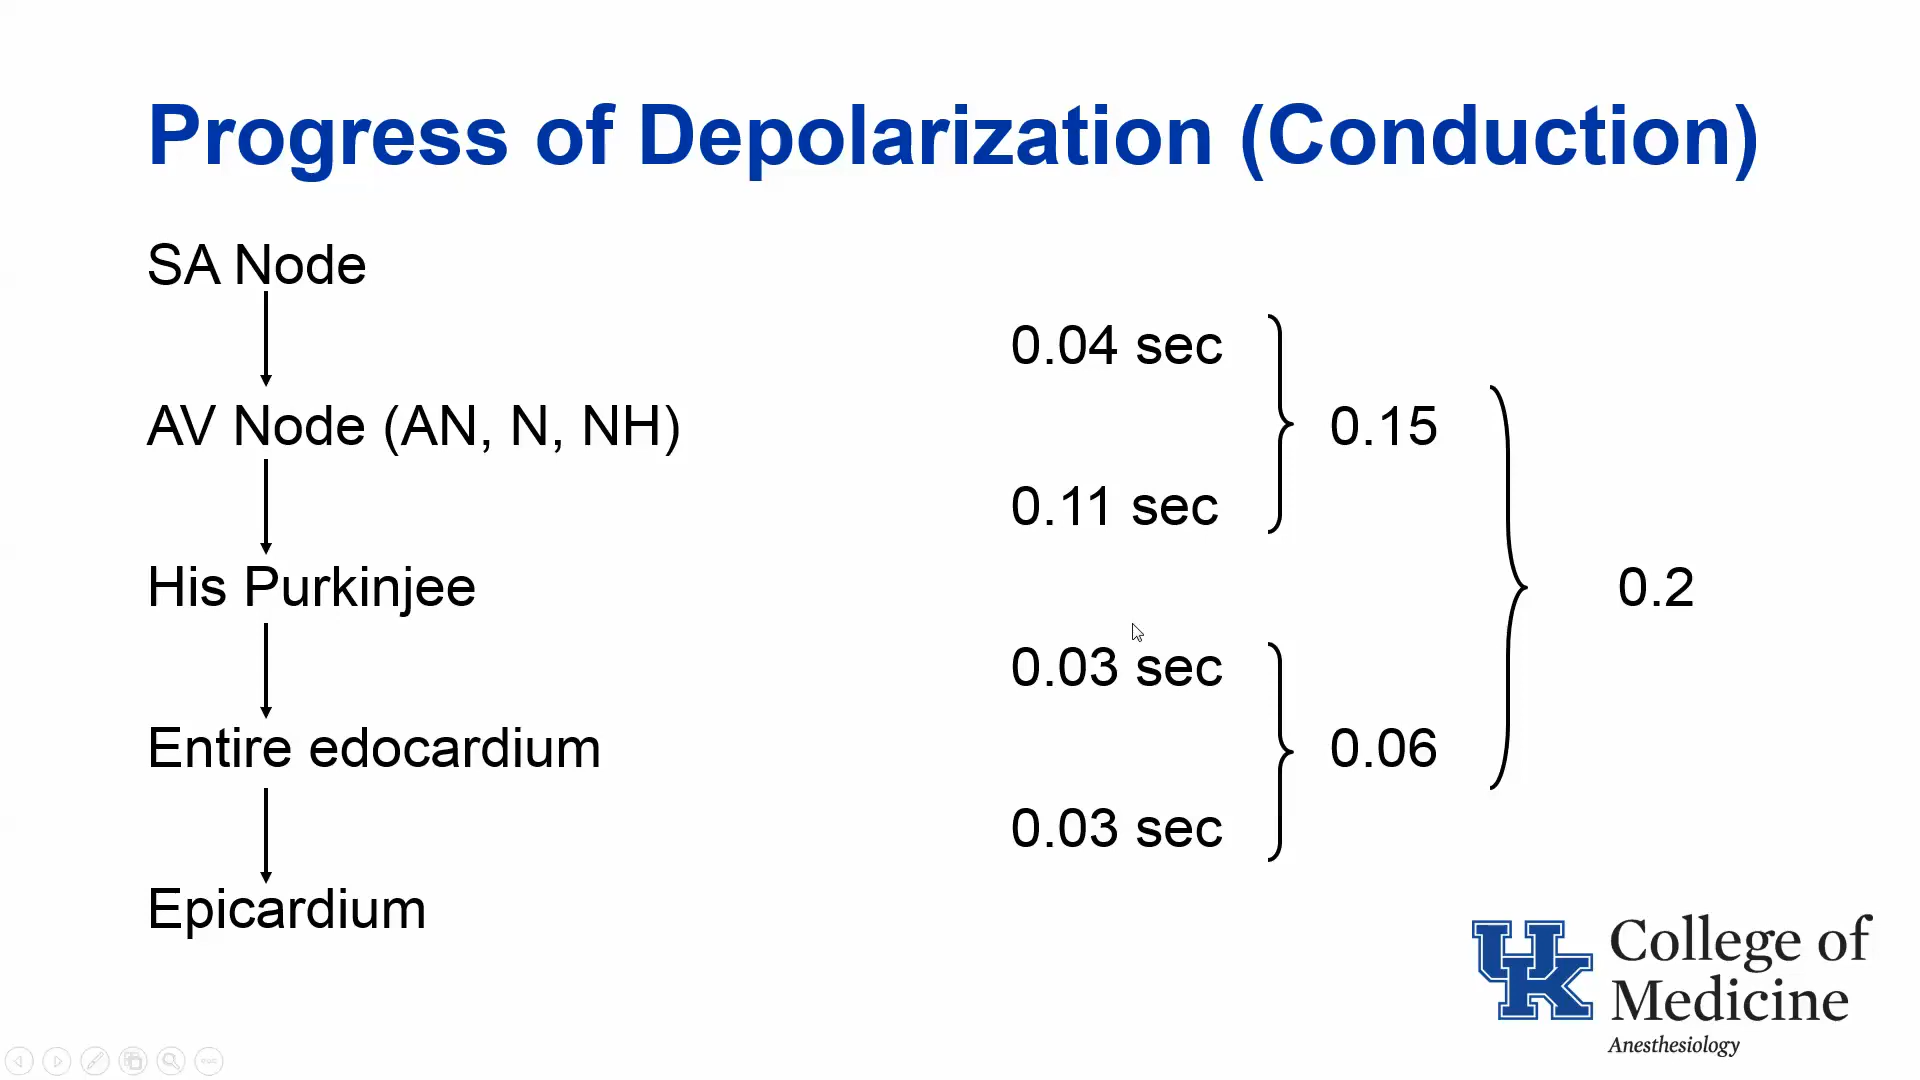 Progress of Depolarization (Conduction)
SA Node
0.04 sec
AV Node (AN, N, NH)
0.15
0.11 sec
His Purkinjee
0.2
0.03 sec
Entire edocardium
0.06
0.03 sec
Epicardium
UK College of
Medicine
Anesthesiology